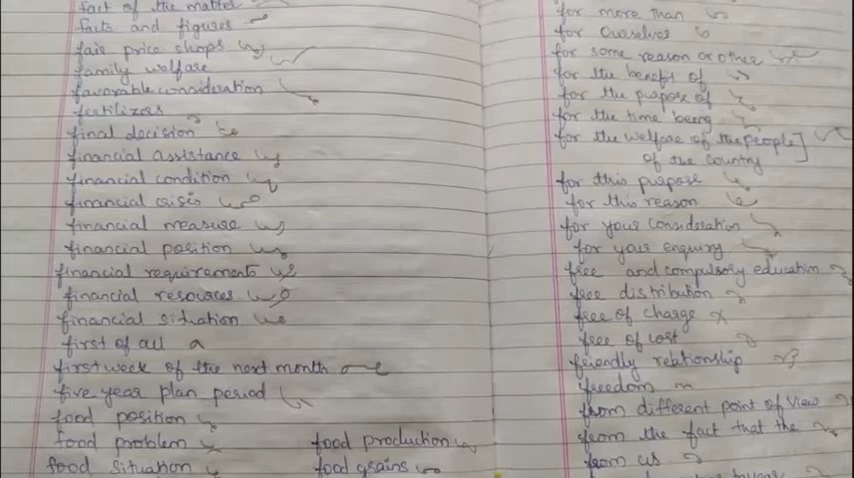 fact of the matter
facts and figures
fair price shops
family welfare
favorable consideration
fertilizers
final decision
financial assistance
financial condition
financial crisis
financial measure
financial position
financial requirements
financial resources
financial situation
first of all
first week of the next month
five year plan period
food position
food problem food production
food situation food grains
for more than
for ourselves
for some reason or other
for the benefit of
for the purpose of
for the time being
for the welfare of the people]
of the country
for this purpose
for this reason
for your consideration
for your enquiry
free and compulsory education
free distribution
free of charge
free of cost
friendly relationship
freedom
from different point of view
from the fact that the
from us